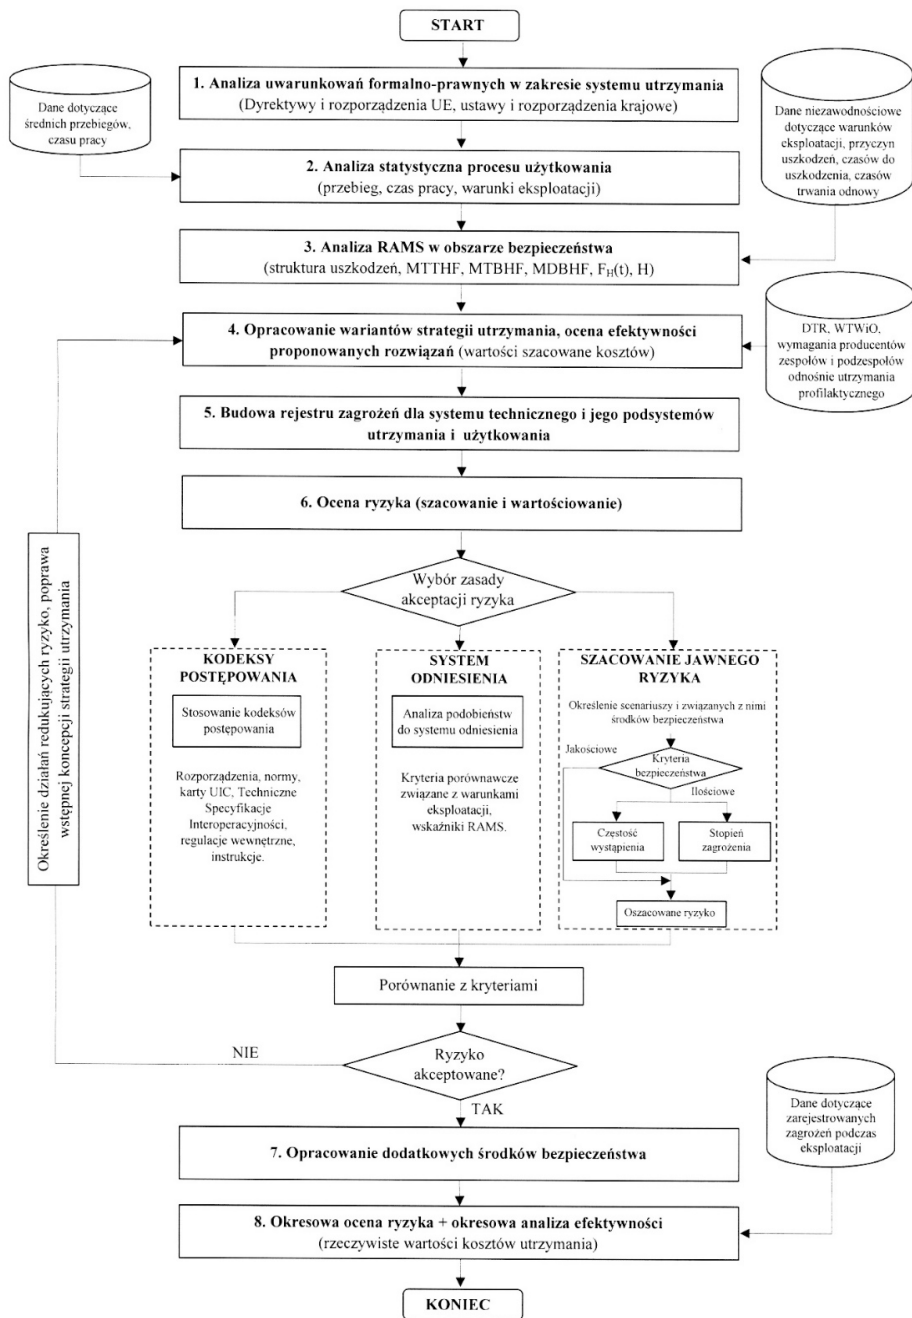 START
1. Analiza uwarunkowań formalno-prawnych w zakresie systemu utrzymania
(Dyrektywy i rozporządzenia UE, ustawy i rozporządzenia krajowe)
Dane dotyczące
średnich przebiegów,
czasu pracy
Dane niezawodnościowe
dotyczące warunków
eksploatacji, przyczyn
uszkodzeń, czasów do
uszkodzenia, czasów
trwania odnowy
2. Analiza statystyczna procesu użytkowania
(przebieg, czas pracy, warunki eksploatacji)
3. Analiza RAMS w obszarze bezpieczeństwa
(struktura uszkodzeń, MTTHF, MTBHF, MDBHF, F_H(t), H)
4. Opracowanie wariantów strategii utrzymania, ocena efektywności
proponowanych rozwiązań (wartości szacowane kosztów)
DTR, WTWiO,
wymagania producentów
zespołów i podzespołów
odnośnie utrzymania
profilaktycznego
5. Budowa rejestru zagrożeń dla systemu technicznego i jego podsystemów
utrzymania i użytkowania
6. Ocena ryzyka (szacowanie i wartościowanie)
Wybór zasady
akceptacji ryzyka
Określenie działań redukujących ryzyko, poprawa
wstępnej koncepcji strategii utrzymania
KODEKSY
POSTĘPOWANIA
Stosowanie kodeksów
postępowania
Rozporządzenia, normy,
karty UIC, Techniczne
Specyfikacje
Interoperacyjności,
regulacje wewnętrzne,
instrukcje.
SYSTEM
ODNIESIENIA
Analiza podobieństw
do systemu odniesienia
Kryteria porównawcze
związane z warunkami
eksploatacji,
wskaźniki RAMS.
SZACOWANIE JAWNEGO
RYZYKA
Określenie scenariuszy i związanych z nimi
środków bezpieczeństwa
Jakościowe
Kryteria
bezpieczeństwa
Ilościowe
Częstość
wystąpienia
Stopień
zagrożenia
Oszacowane ryzyko
Porównanie z kryteriami
NIE
Ryzyko
akceptowane?
TAK
Dane dotyczące
zarejestrowanych
zagrożeń podczas
eksploatacji
7. Opracowanie dodatkowych środków bezpieczeństwa
8. Okresowa ocena ryzyka + okresowa analiza efektywności
(rzeczywiste wartości kosztów utrzymania)
KONIEC